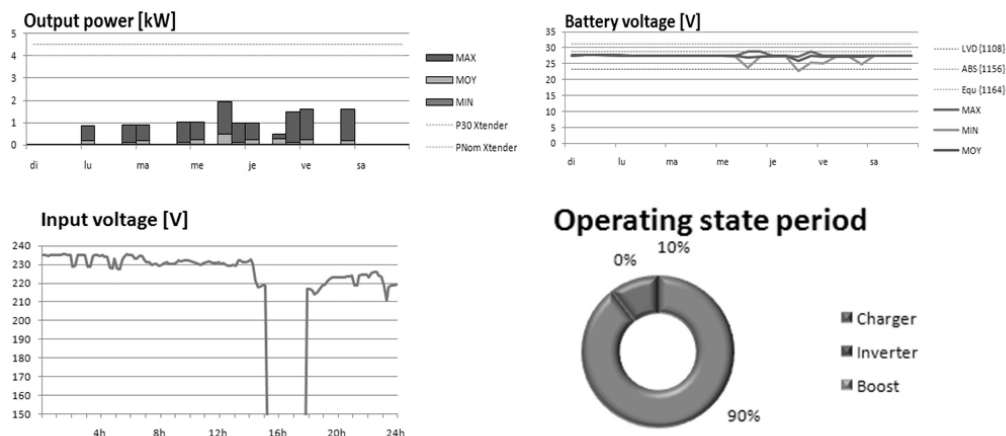 Output power [kW]
5
4
3
2
1
0
di lu ma me je ve sa
MAX
MOY
MIN
P30 Xtender
PNom Xtender
Battery voltage [V]
35
30
25
20
15
10
5
0
di lu ma me je ve sa
LVD {1108}
ABS {1156}
Equ {1164}
MAX
MIN
MOY
Input voltage [V]
240
230
220
210
200
190
180
170
160
150
4h 8h 12h 16h 20h 24h
Operating state period
0% 10%
90%
Charger
Inverter
Boost